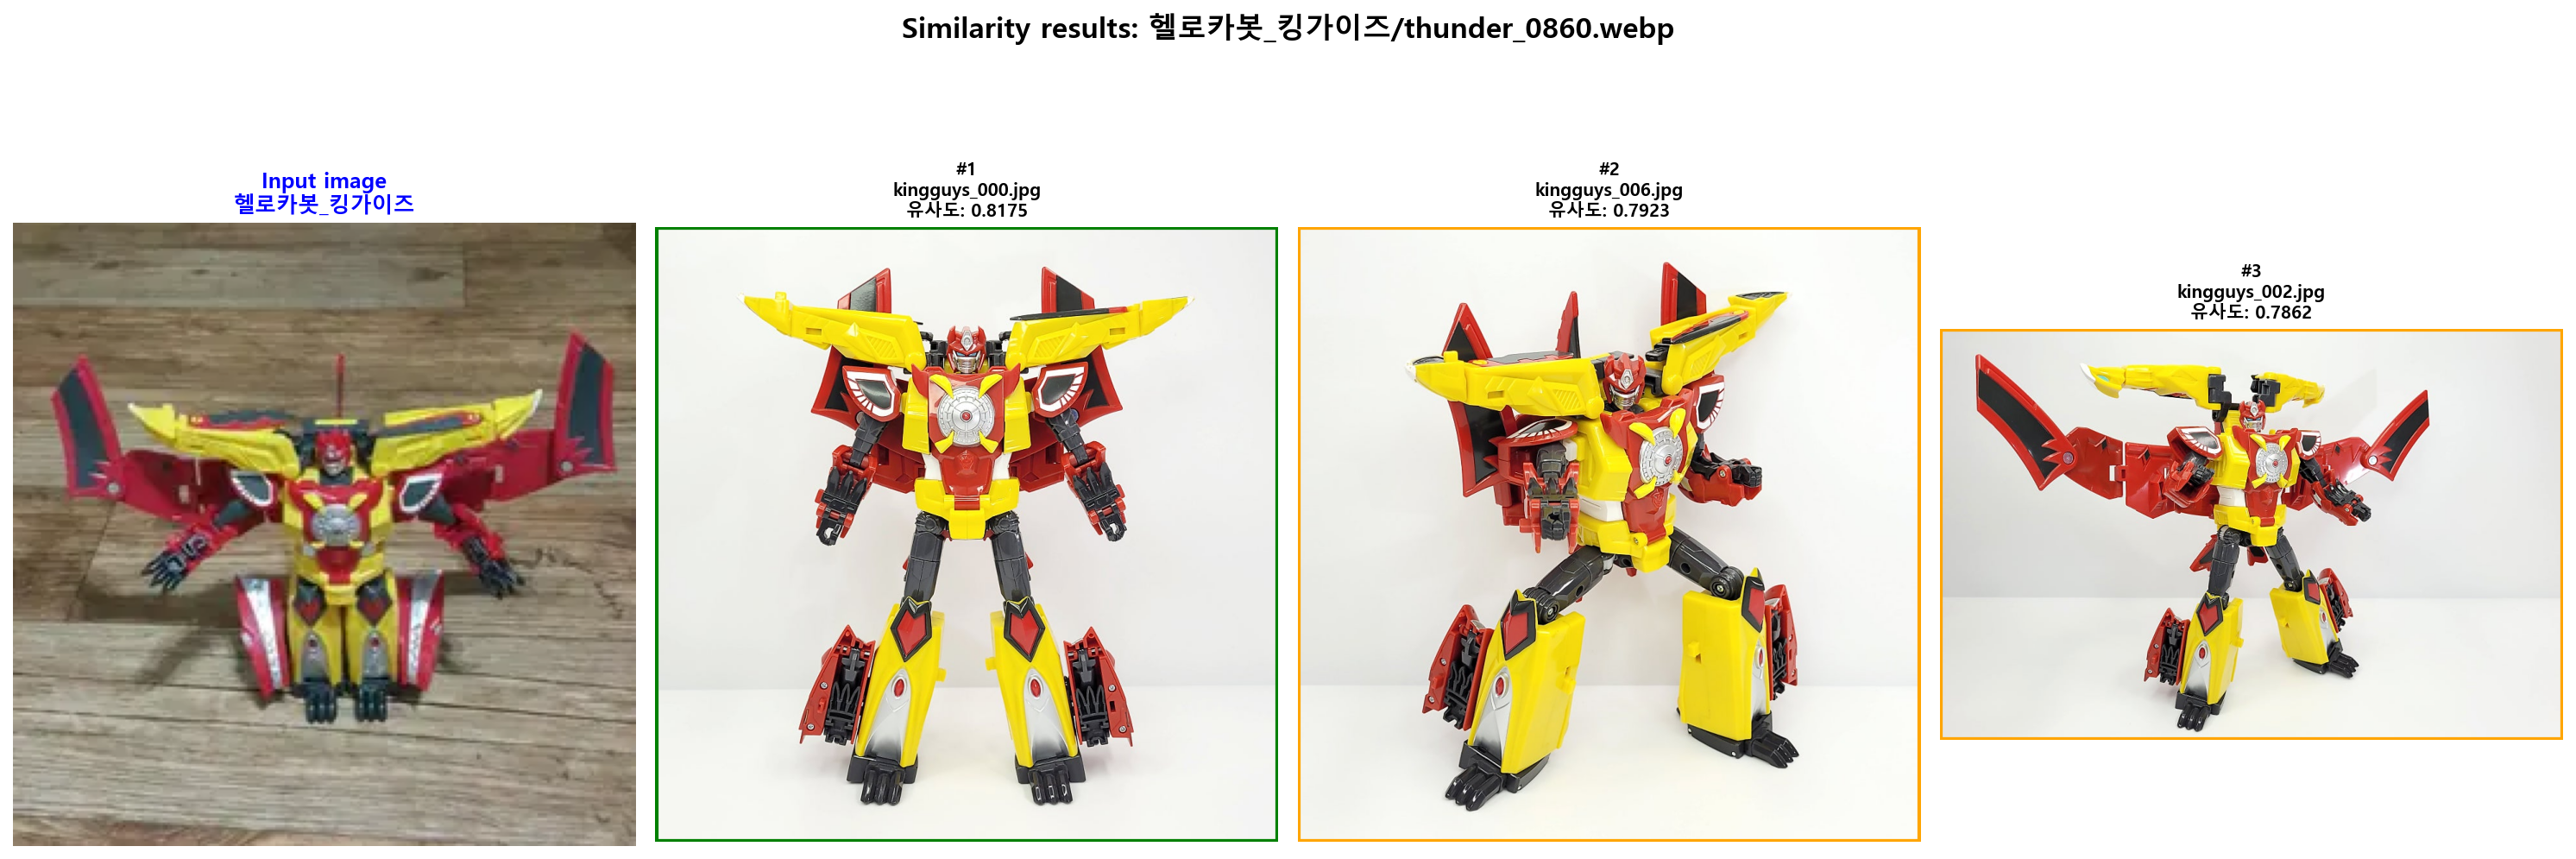 Similarity results: 헬로카봇_킹가이즈/thunder_0860.webp
Input image
헬로카봇_킹가이즈
#1
kingguys_000.jpg
유사도: 0.8175
#2
kingguys_006.jpg
유사도: 0.7923
#3
kingguys_002.jpg
유사도: 0.7862